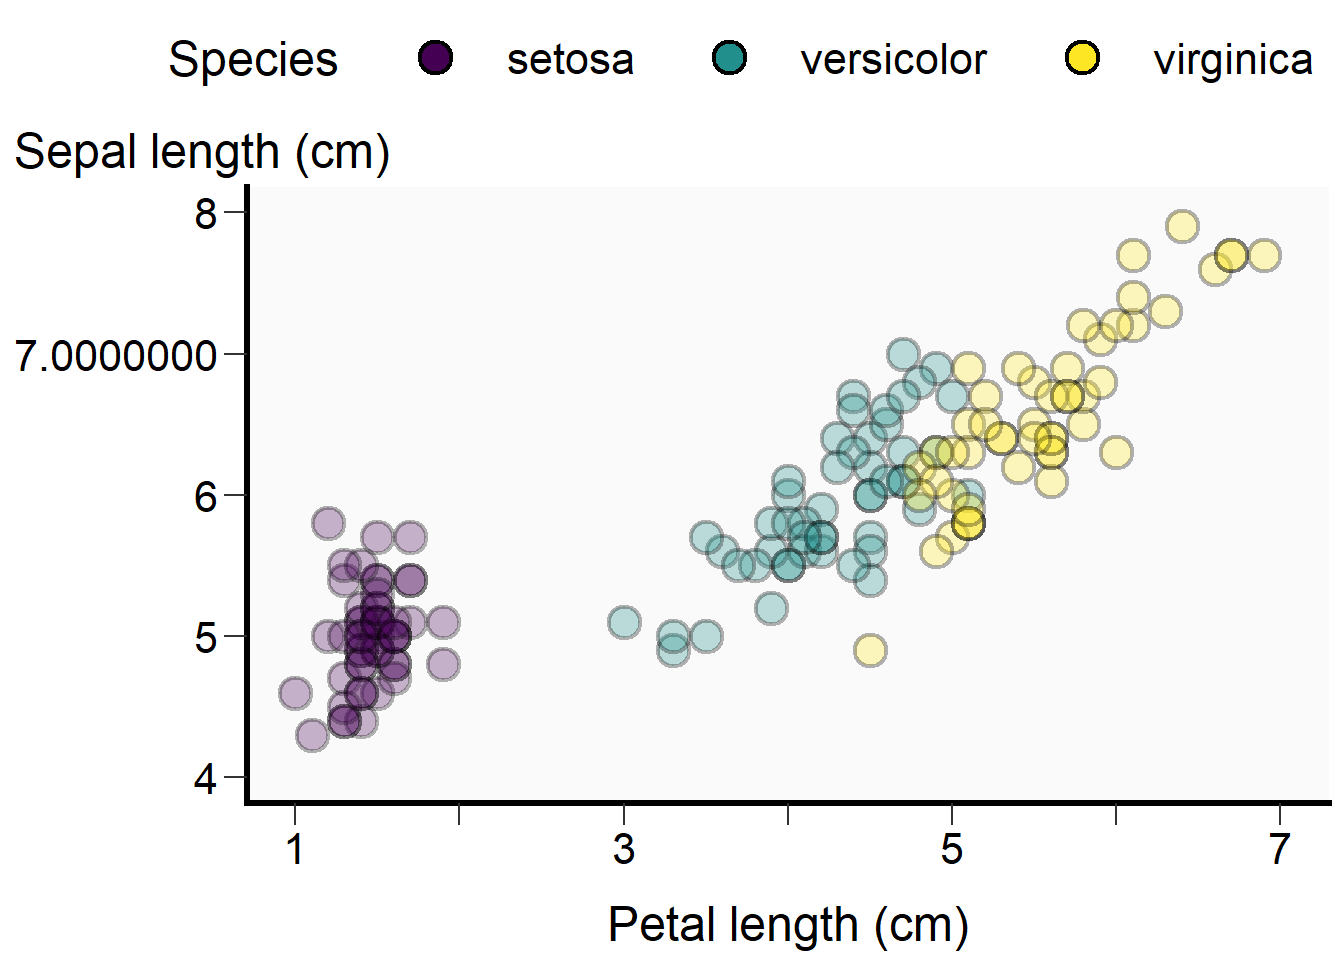 Species setosa versicolor virginica
Sepal length (cm)
8
7.0000000
6
5
4
1 3 5 7
Petal length (cm)